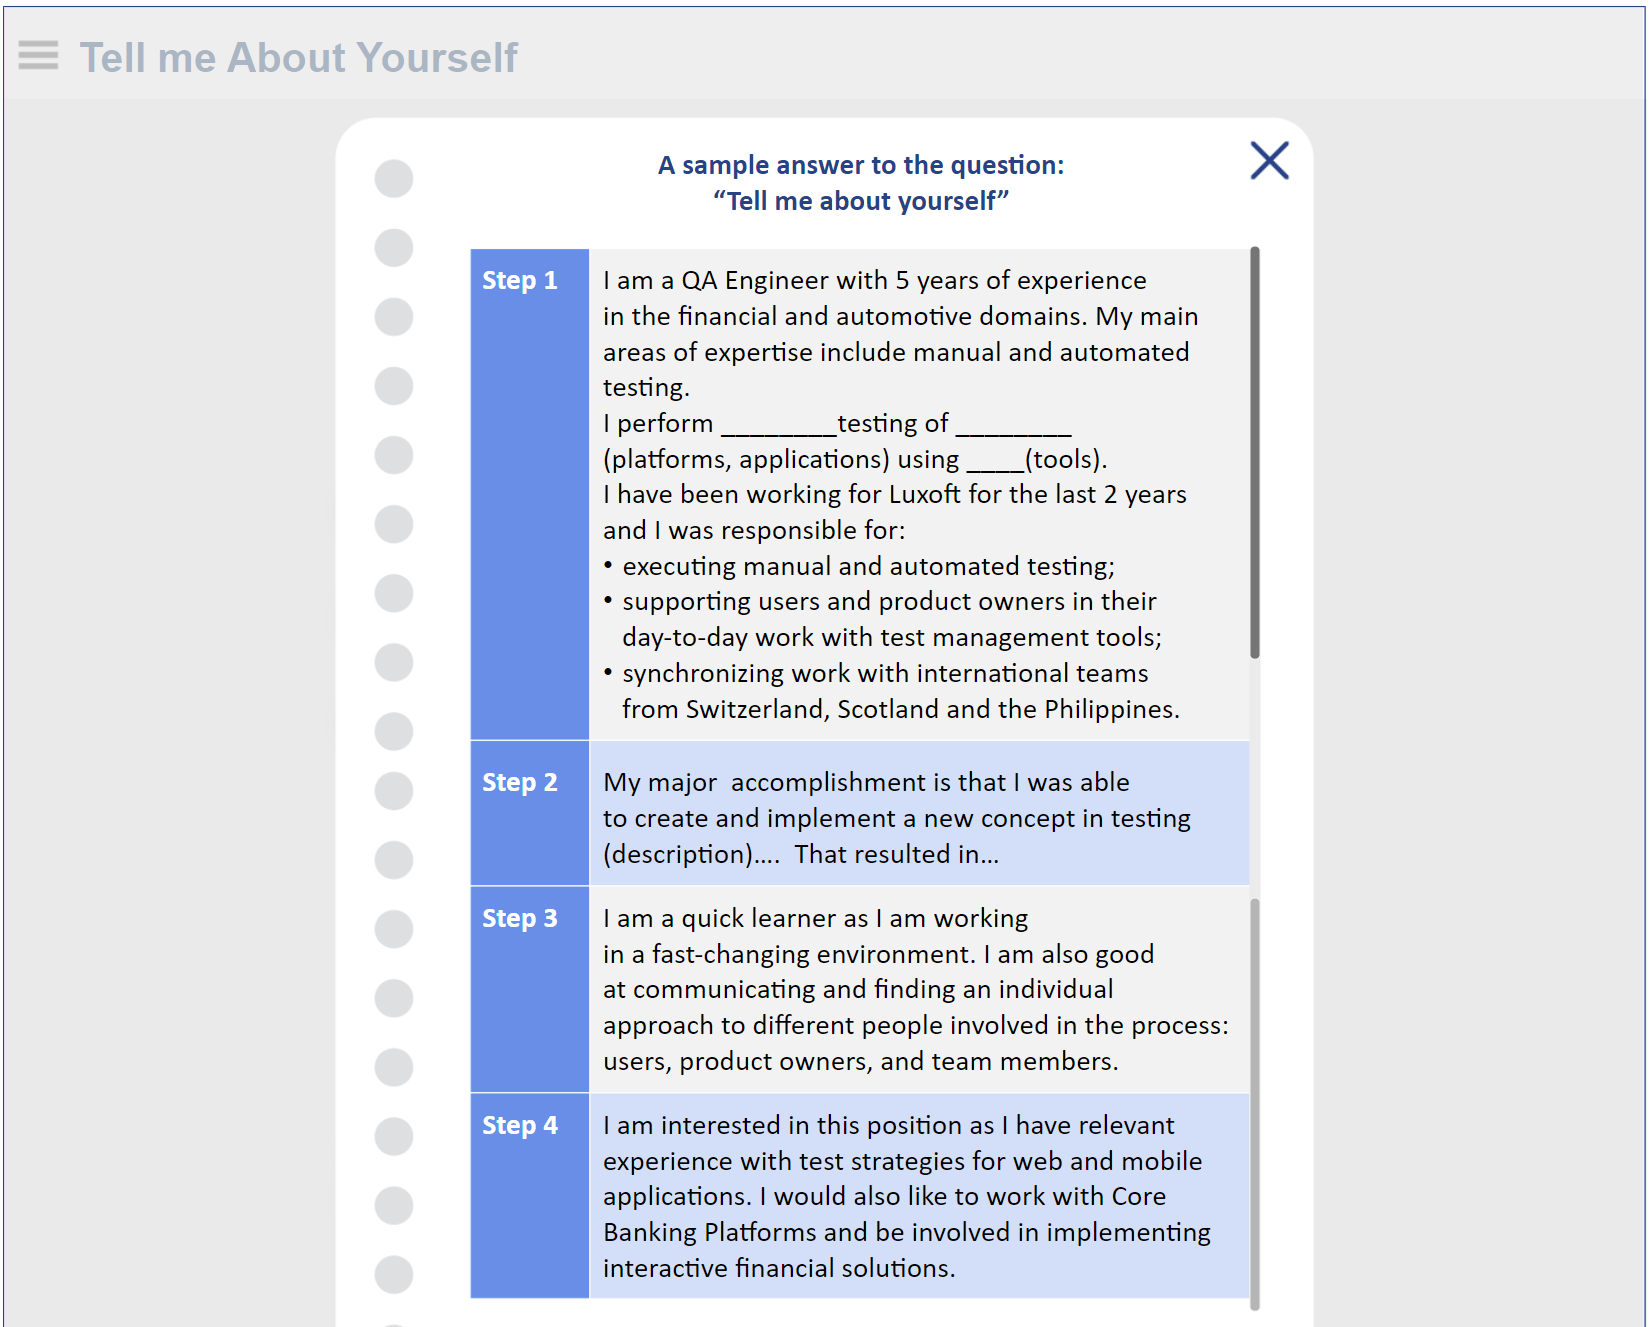 Tell me About Yourself
A sample answer to the question:
“Tell me about yourself”
Step 1
I am a QA Engineer with 5 years of experience
in the financial and automotive domains. My main
areas of expertise include manual and automated
testing.
I perform ________testing of ________
(platforms, applications) using ____(tools).
I have been working for Luxoft for the last 2 years
and I was responsible for:
• executing manual and automated testing;
• supporting users and product owners in their
day-to-day work with test management tools;
• synchronizing work with international teams
from Switzerland, Scotland and the Philippines.
Step 2
My major  accomplishment is that I was able
to create and implement a new concept in testing
(description)....  That resulted in...
Step 3
I am a quick learner as I am working
in a fast-changing environment. I am also good
at communicating and finding an individual
approach to different people involved in the process:
users, product owners, and team members.
Step 4
I am interested in this position as I have relevant
experience with test strategies for web and mobile
applications. I would also like to work with Core
Banking Platforms and be involved in implementing
interactive financial solutions.